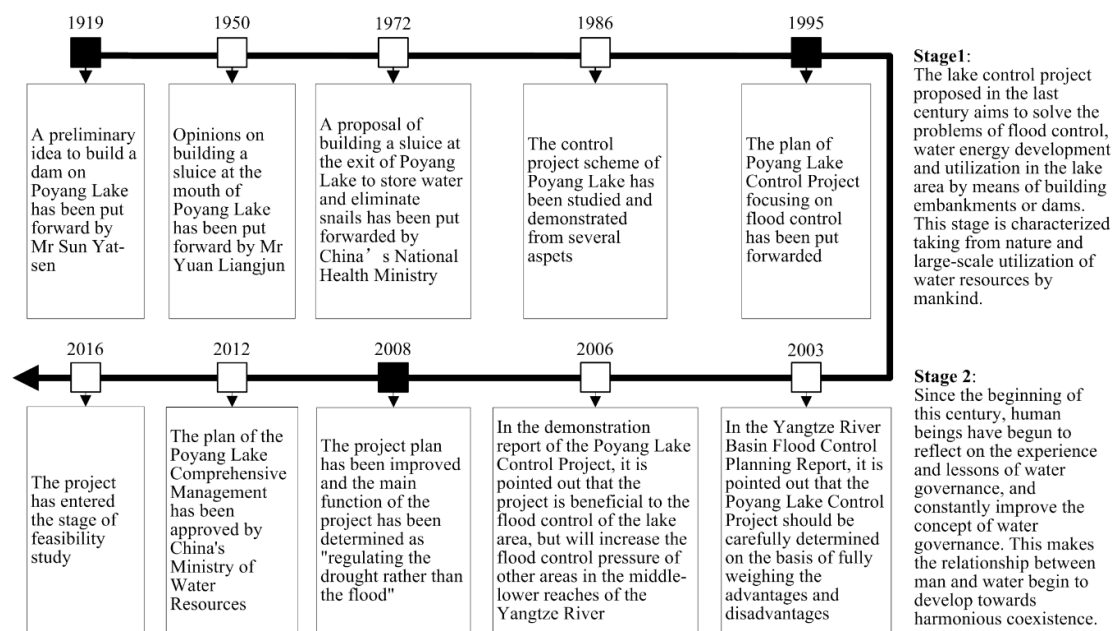 1919
1950
1972
1986
1995
A preliminary
idea to build a
dam on
Poyang Lake
has been put
forward by
Mr Sun Yat-
sen
Opinions on
building a
sluice at the
mouth of
Poyang Lake
has been put
forward by Mr
Yuan Liangjun
A proposal of
building a sluice at
the exit of Poyang
Lake to store water
and eliminate
snails has been put
forwarded by
China’s National
Health Ministry
The control
project scheme of
Poyang Lake has
been studied and
demonstrated
from several
aspets
The plan of
Poyang Lake
Control Project
focusing on
flood control
has been put
forwarded
Stage1:
The lake control project
proposed in the last
century aims to solve the
problems of flood control,
water energy development
and utilization in the lake
area by means of building
embankments or dams.
This stage is characterized
taking from nature and
large-scale utilization of
water resources by
mankind.
2016
2012
2008
2006
2003
The project
has entered
the stage of
feasibility
study
The plan of the
Poyang Lake
Comprehensive
Management
has been
approved by
China's
Ministry of
Water
Resources
The project plan
has been improved
and the main
function of the
project has been
determined as
"regulating the
drought rather than
the flood"
In the demonstration
report of the Poyang Lake
Control Project, it is
pointed out that the
project is beneficial to the
flood control of the lake
area, but will increase the
flood control pressure of
other areas in the middle-
lower reaches of the
Yangtze River
In the Yangtze River
Basin Flood Control
Planning Report, it is
pointed out that the
Poyang Lake Control
Project should be
carefully determined
on the basis of fully
weighing the
advantages and
disadvantages
Stage 2:
Since the beginning of
this century, human
beings have begun to
reflect on the experience
and lessons of water
governance, and
constantly improve the
concept of water
governance. This makes
the relationship between
man and water begin to
develop towards
harmonious coexistence.